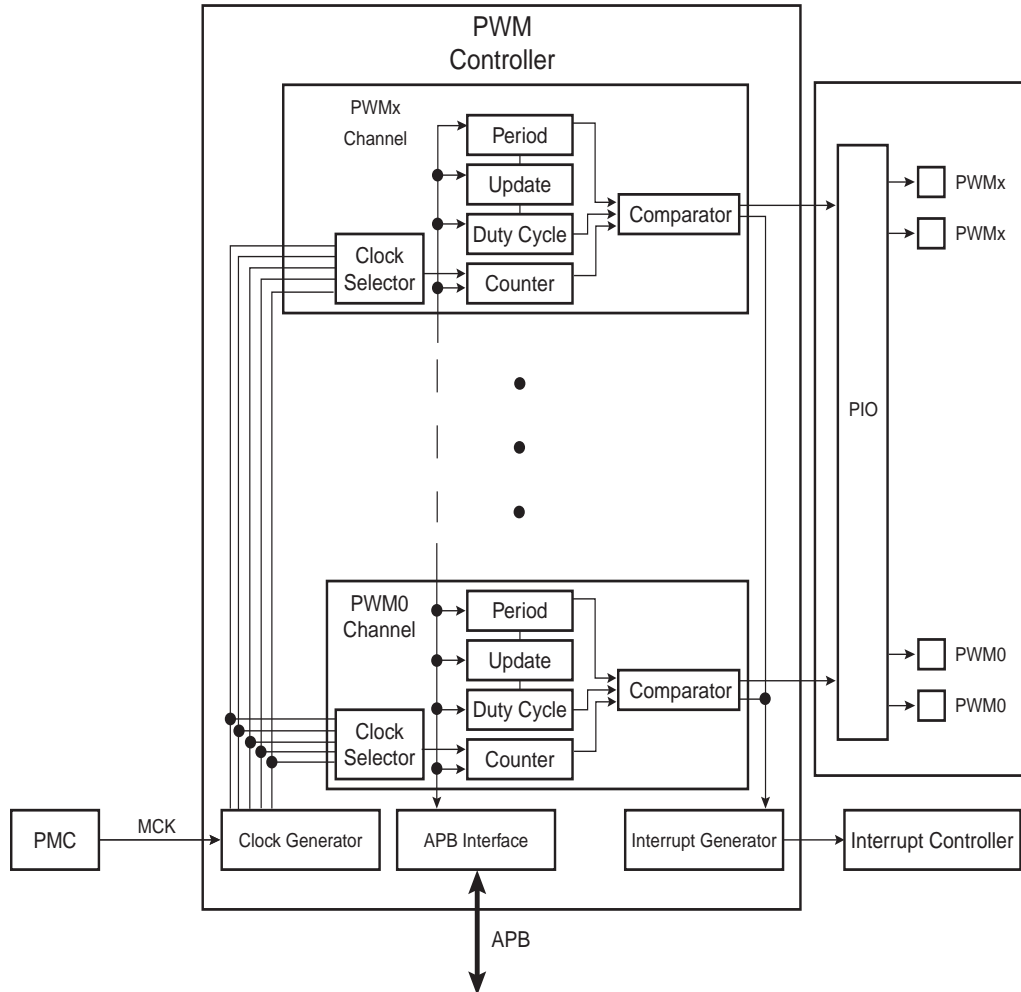 PWM
Controller
PWMx
Channel
Period
Update
Duty Cycle
Comparator
Clock
Selector
Counter
PWMx
PWMx
PIO
PWM0
Channel
Period
Update
Duty Cycle
Comparator
Clock
Selector
Counter
PWM0
PWM0
PMC
MCK
Clock Generator
APB Interface
Interrupt Generator
Interrupt Controller
APB